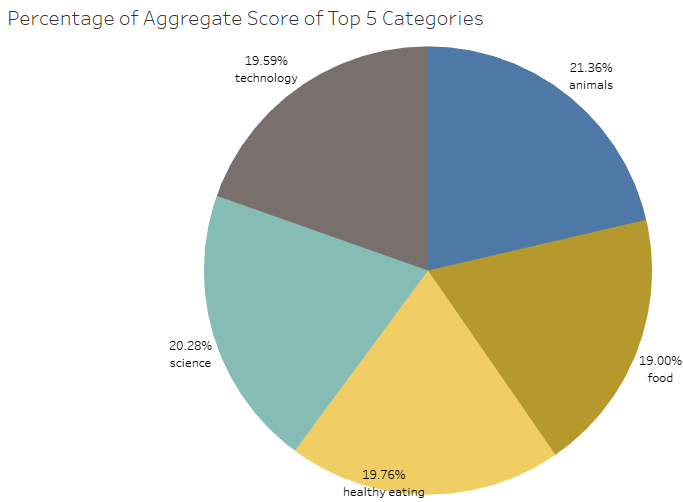 Percentage of Aggregate Score of Top 5 Categories
19.59%
technology
21.36%
animals
20.28%
science
19.00%
food
19.76%
healthy eating